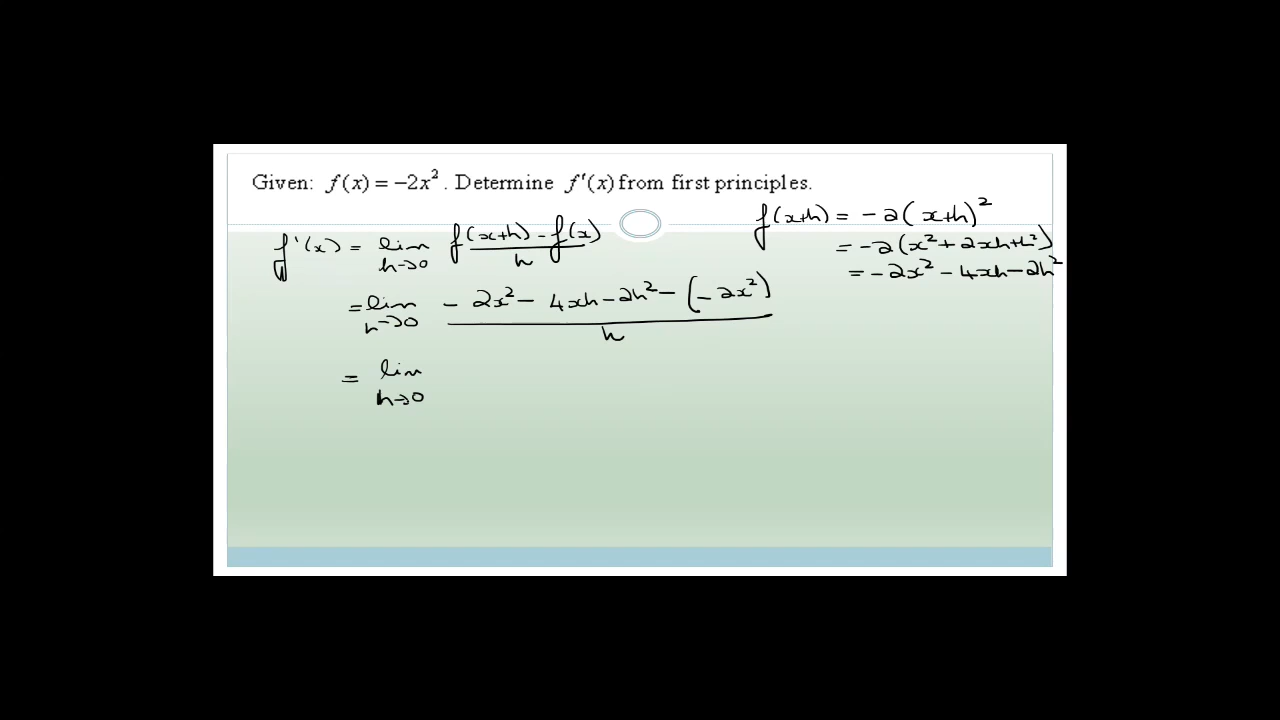 Given: f(x) = −2x². Determine f'(x) from first principles.
f'(x) = lim h→0 f(x+h) - f(x) / h
= lim h→0 - 2x² - 4xh - 2h² - (-2x²) / h
= lim h→0
f(x+h) = -2(x+h)²
= -2(x² + 2xh + h²)
= -2x² - 4xh - 2h²